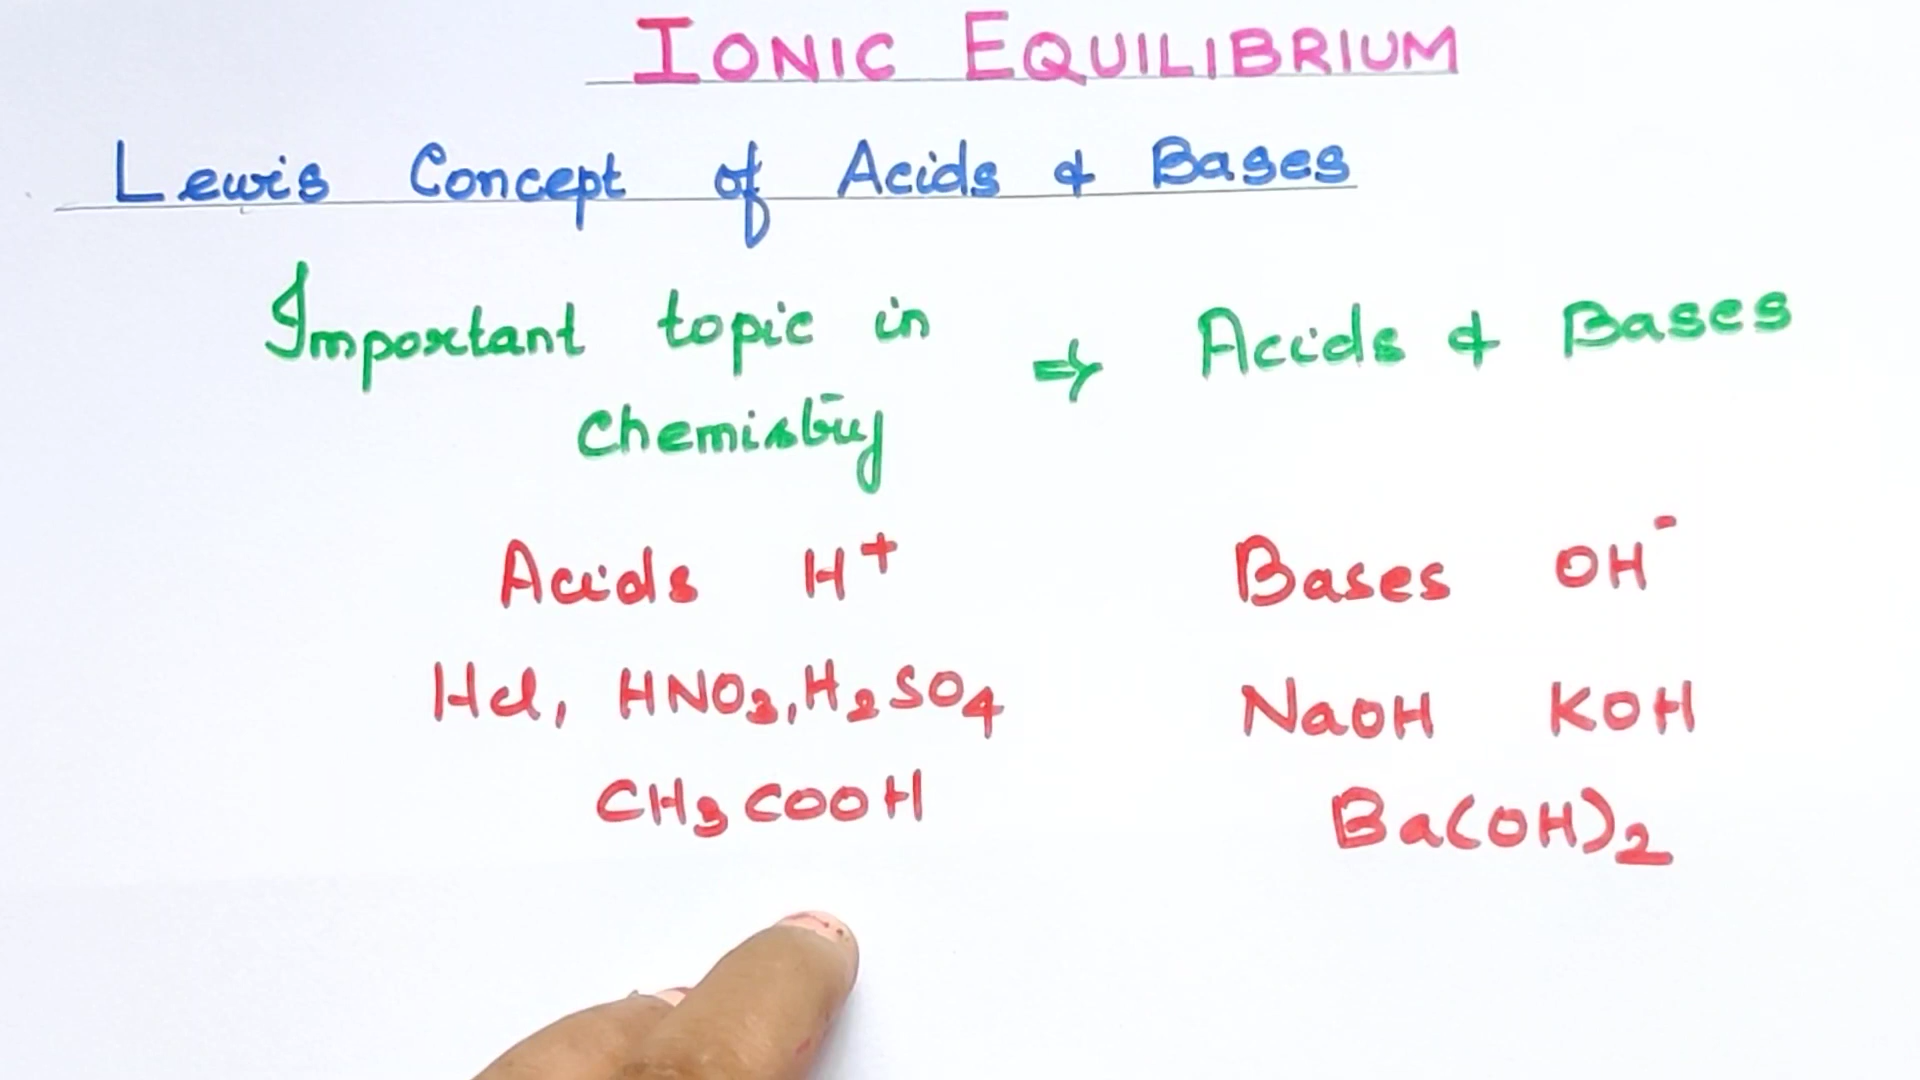 IONIC EQUILIBRIUM
Lewis Concept of Acids & Bases
Important topic in ⇒ Acids & Bases
Chemistry
Acids H⁺ Bases OH⁻
HCl, HNO₃, H₂SO₄ NaOH KOH
CH₃COOH Ba(OH)₂